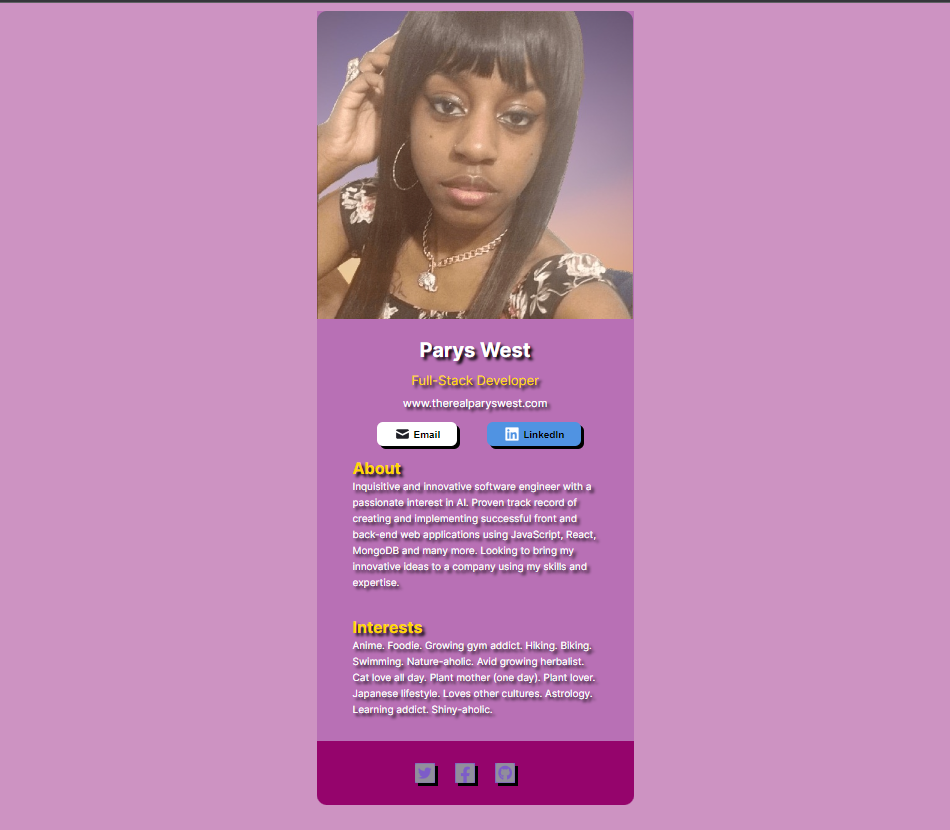 Parys West
Full-Stack Developer
www.therealparyswest.com
Email
LinkedIn
About
Inquisitive and innovative software engineer with a
passionate interest in AI. Proven track record of
creating and implementing successful front and
back-end web applications using JavaScript, React,
MongoDB and many more. Looking to bring my
innovative ideas to a company using my skills and
expertise.
Interests
Anime. Foodie. Growing gym addict. Hiking. Biking.
Swimming. Nature-aholic. Avid growing herbalist.
Cat love all day. Plant mother (one day). Plant lover.
Japanese lifestyle. Loves other cultures. Astrology.
Learning addict. Shiny-aholic.